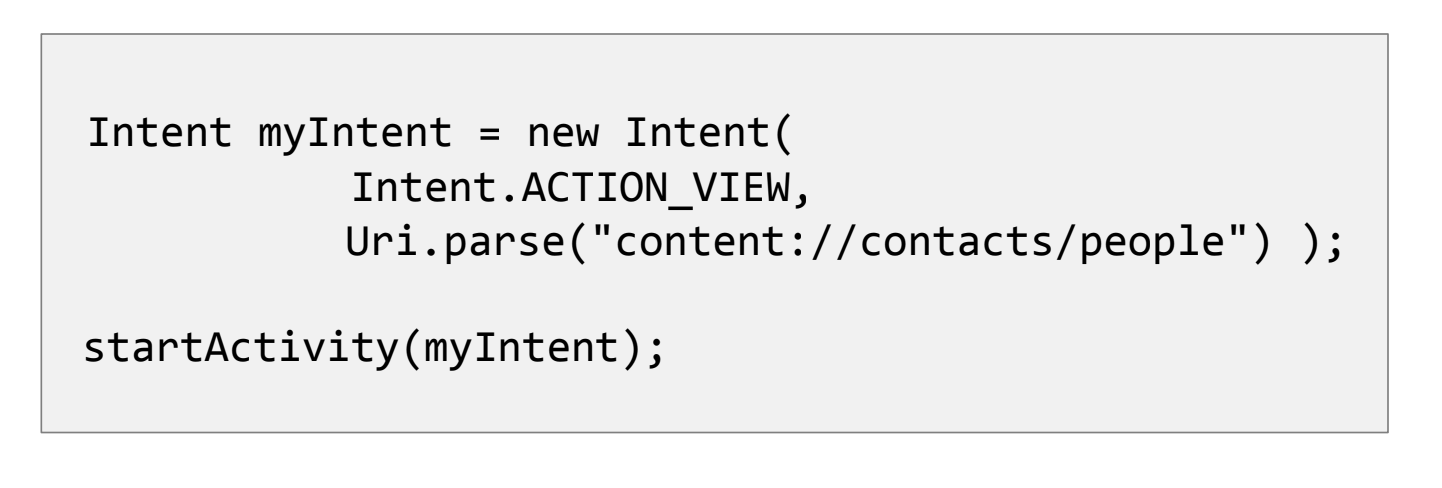 Intent myIntent = new Intent(
Intent.ACTION_VIEW,
Uri.parse("content://contacts/people") );
startActivity(myIntent);